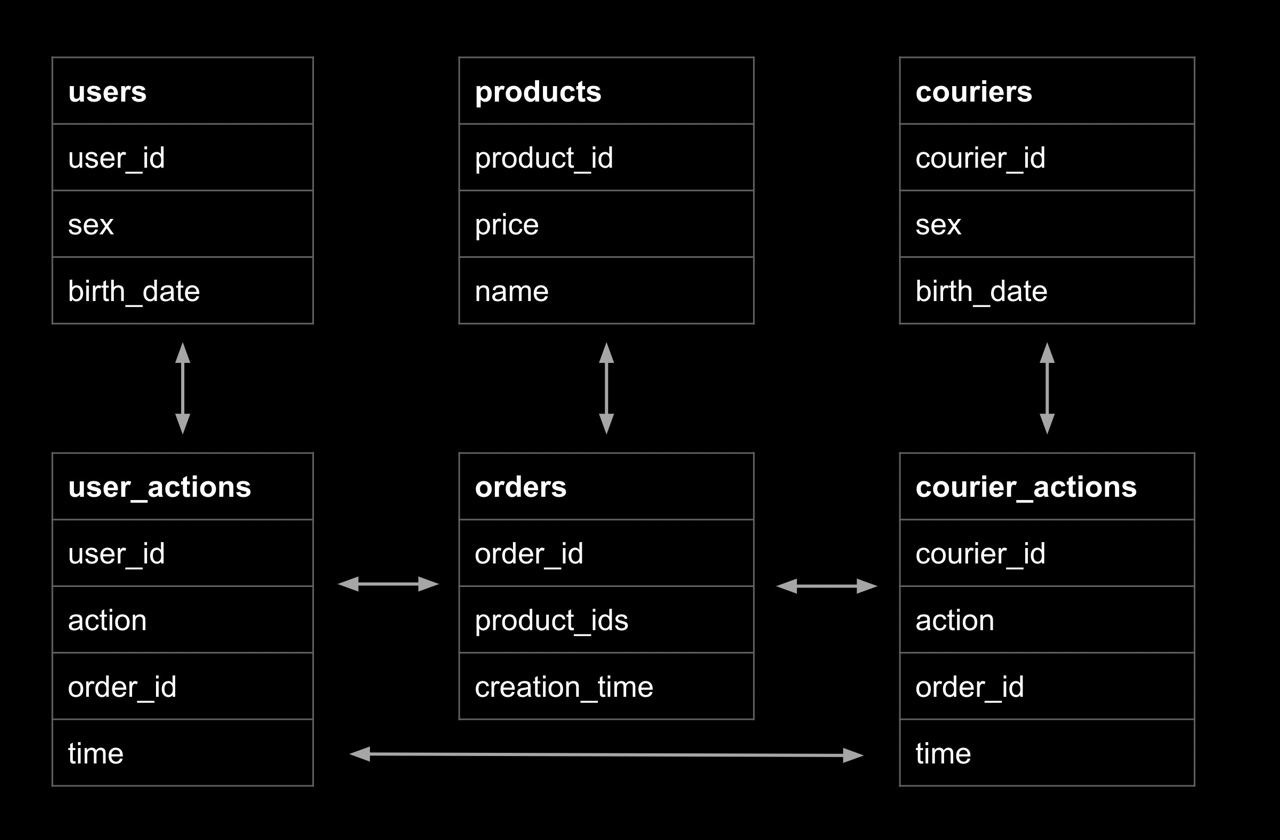 users
user_id
sex
birth_date
products
product_id
price
name
couriers
courier_id
sex
birth_date
user_actions
user_id
action
order_id
time
orders
order_id
product_ids
creation_time
courier_actions
courier_id
action
order_id
time